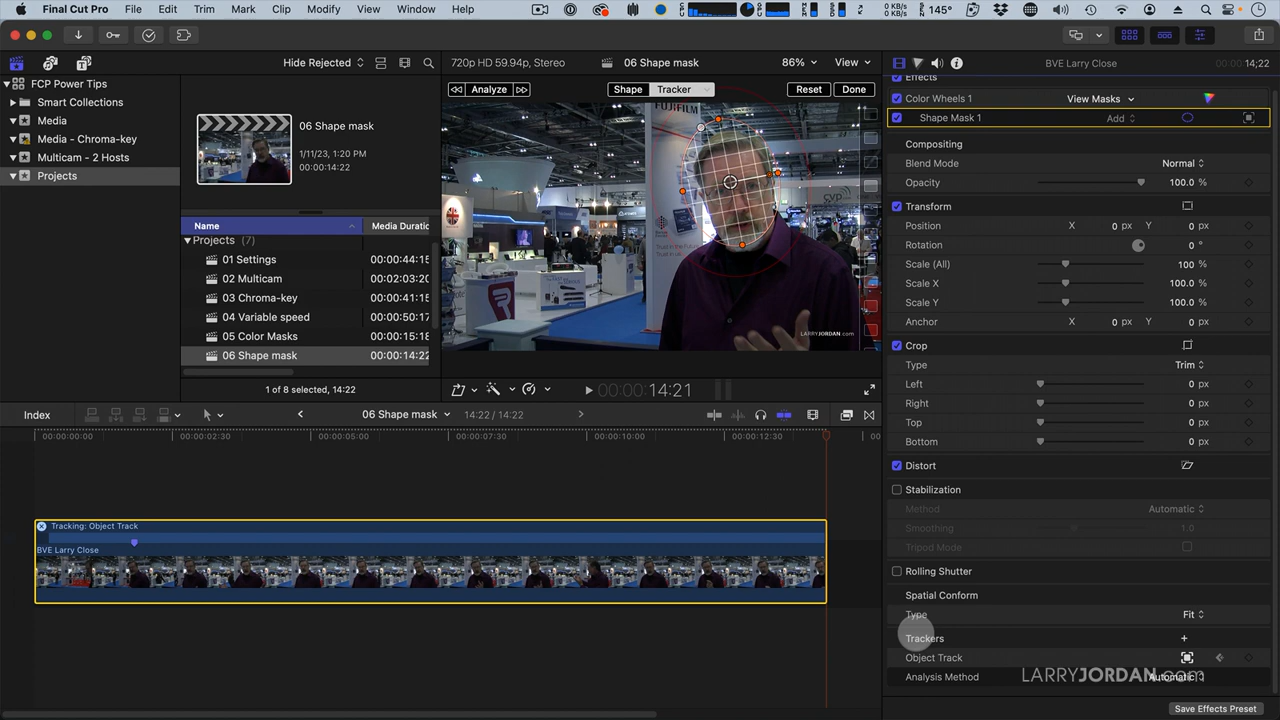 Final Cut Pro File Edit Trim Mark Clip Modify View Window Help 0 KB/s 0 KB/s 145°
Hide Rejected 720p HD 59.94p, Stereo 06 Shape mask 86% View BVE Larry Close 14;22
FCP Power Tips
Smart Collections
Media
Media - Chroma-key
Multicam - 2 Hosts
Projects
06 Shape mask
1/11/23, 1:20 PM
00:00:14:22
Name Media Duratic
Projects (7)
01 Settings 00:00:44:15
02 Multicam 00:02:03:20
03 Chroma-key 00:00:41:15
04 Variable speed 00:00:50:17
05 Color Masks 00:00:15:18
06 Shape mask 00:00:14:22
1 of 8 selected, 14:22
Analyze Shape Tracker Reset Done
FUJIFILM
LARRYJORDAN.com
00:00:14:21
Effects
Color Wheels 1 View Masks
Shape Mask 1 Add
Compositing
Blend Mode Normal
Opacity 100.0 %
Transform
Position X 0 px Y 0 px
Rotation 0 °
Scale (All) 100 %
Scale X 100.0 %
Scale Y 100.0 %
Anchor X 0 px Y 0 px
Crop
Type Trim
Left 0 px
Right 0 px
Top 0 px
Bottom 0 px
Distort
Stabilization
Method Automatic
Smoothing 1.0
Tripod Mode
Rolling Shutter
Spatial Conform
Type Fit
Trackers +
Object Track
Analysis Method Automatic
LARRYJORDAN.com
Save Effects Preset
Index 06 Shape mask 14:22 / 14:22
00:00:00:00 00:00:02:30 00:00:05:00 00:00:07:30 00:00:10:00 00:00:12:30
Tracking: Object Track
BVE Larry Close